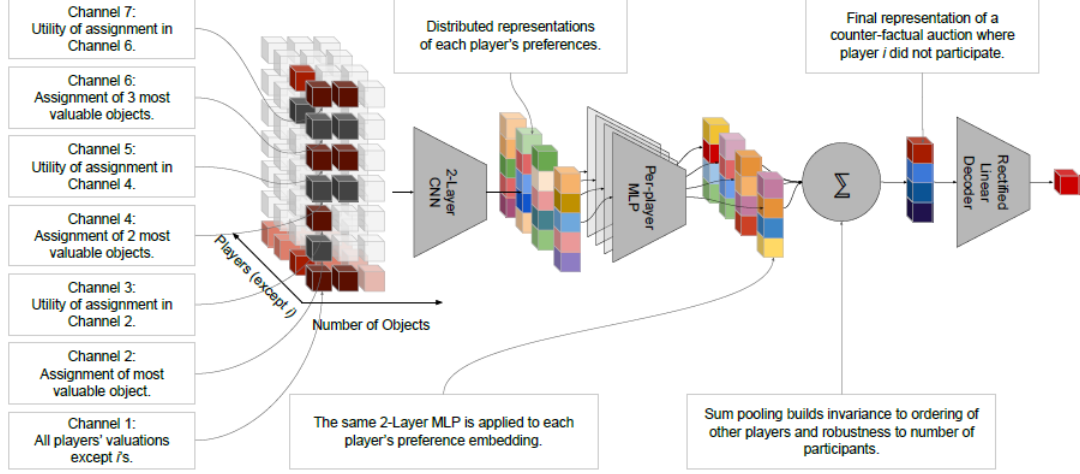 Channel 7:
Utility of assignment in
Channel 6.
Channel 6:
Assignment of 3 most
valuable objects.
Channel 5:
Utility of assignment in
Channel 4.
Channel 4:
Assignment of 2 most
valuable objects.
Channel 3:
Utility of assignment in
Channel 2.
Channel 2:
Assignment of most
valuable object.
Channel 1:
All players' valuations
except i's.
Players (except i)
Number of Objects
2-Layer
CNN
Distributed representations
of each player's preferences.
Per-player
MLP
The same 2-Layer MLP is applied to each
player's preference embedding.
Σ
Sum pooling builds invariance to ordering of
other players and robustness to number of
participants.
Final representation of a
counter-factual auction where
player i did not participate.
Rectified
Linear
Decoder